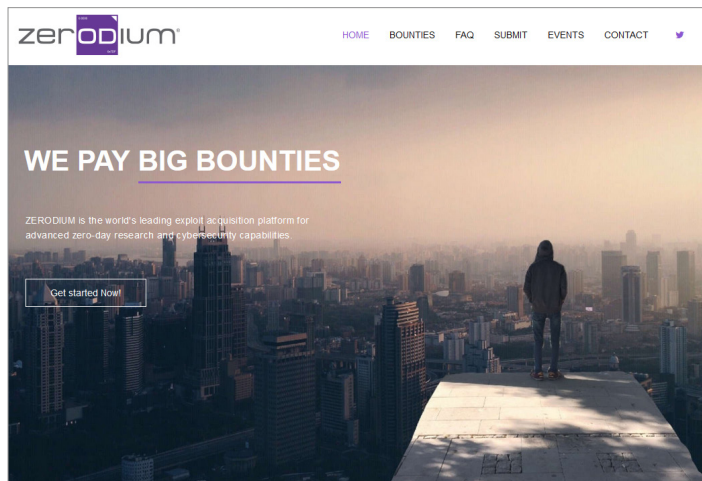 zerodium®
HOME BOUNTIES FAQ SUBMIT EVENTS CONTACT
WE PAY BIG BOUNTIES
ZERODIUM is the world's leading exploit acquisition platform for
advanced zero-day research and cybersecurity capabilities.
Get started Now!